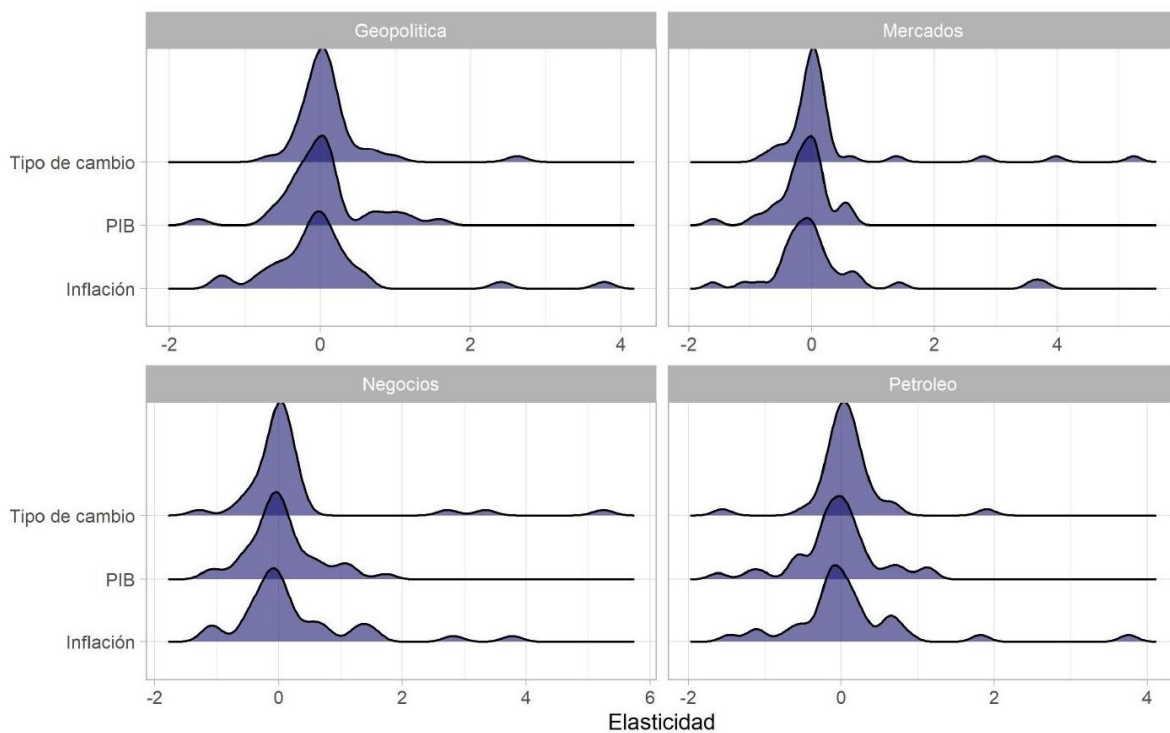 Geopolitica
Mercados
Tipo de cambio
PIB
Inflación
-2 0 2 4
-2 0 2 4
Negocios
Petroleo
Tipo de cambio
PIB
Inflación
-2 0 2 4 6
-2 0 2 4
Elasticidad